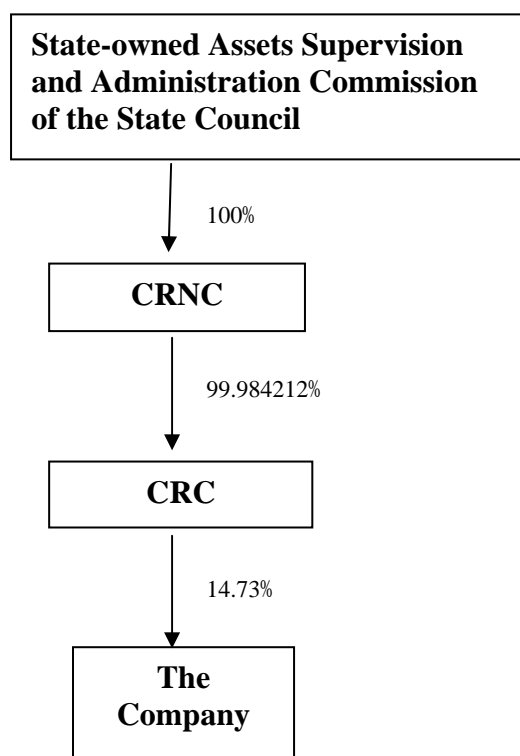 State-owned Assets Supervision
and Administration Commission
of the State Council
100%
CRNC
99.984212%
CRC
14.73%
The
Company